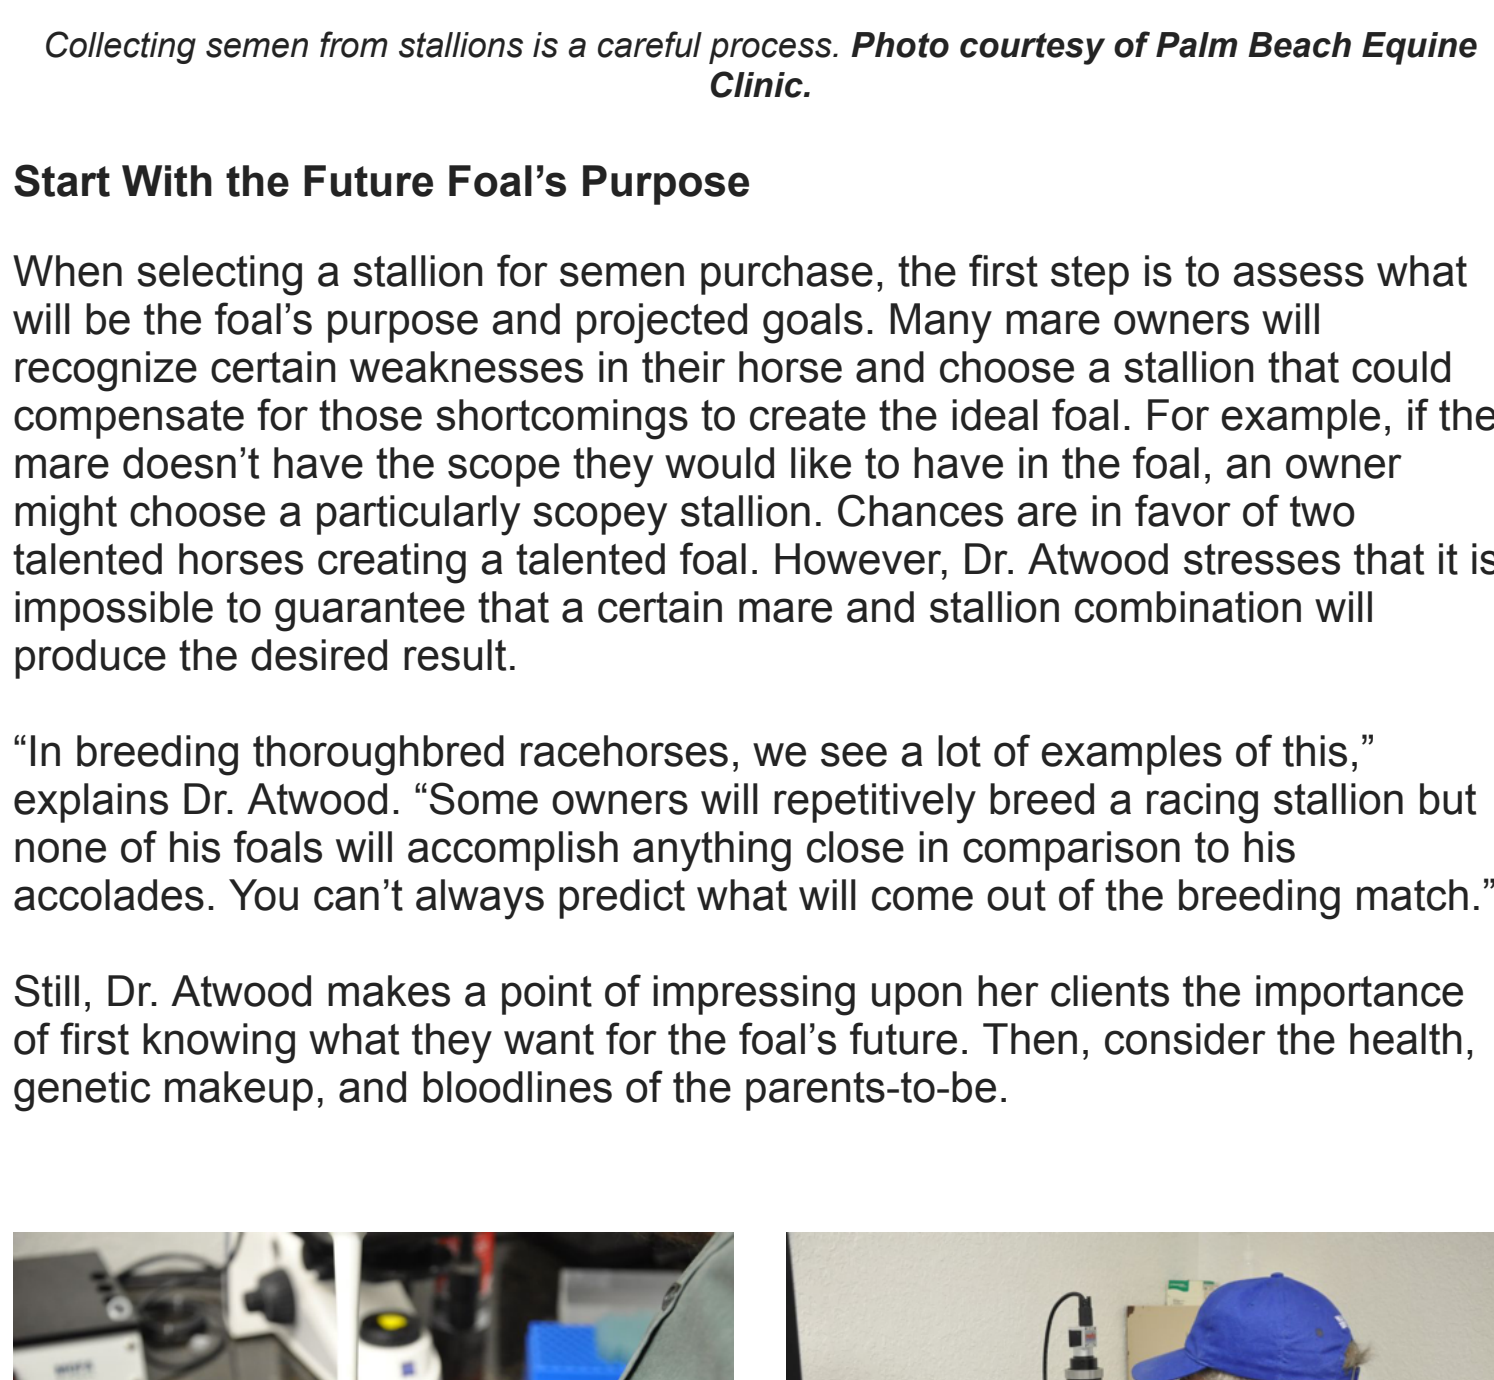 Collecting semen from stallions is a careful process. Photo courtesy of Palm Beach Equine
Clinic.
Start With the Future Foal’s Purpose
When selecting a stallion for semen purchase, the first step is to assess what
will be the foal’s purpose and projected goals. Many mare owners will
recognize certain weaknesses in their horse and choose a stallion that could
compensate for those shortcomings to create the ideal foal. For example, if the
mare doesn’t have the scope they would like to have in the foal, an owner
might choose a particularly scopey stallion. Chances are in favor of two
talented horses creating a talented foal. However, Dr. Atwood stresses that it is
impossible to guarantee that a certain mare and stallion combination will
produce the desired result.
“In breeding thoroughbred racehorses, we see a lot of examples of this,”
explains Dr. Atwood. “Some owners will repetitively breed a racing stallion but
none of his foals will accomplish anything close in comparison to his
accolades. You can’t always predict what will come out of the breeding match.”
Still, Dr. Atwood makes a point of impressing upon her clients the importance
of first knowing what they want for the foal’s future. Then, consider the health,
genetic makeup, and bloodlines of the parents-to-be.